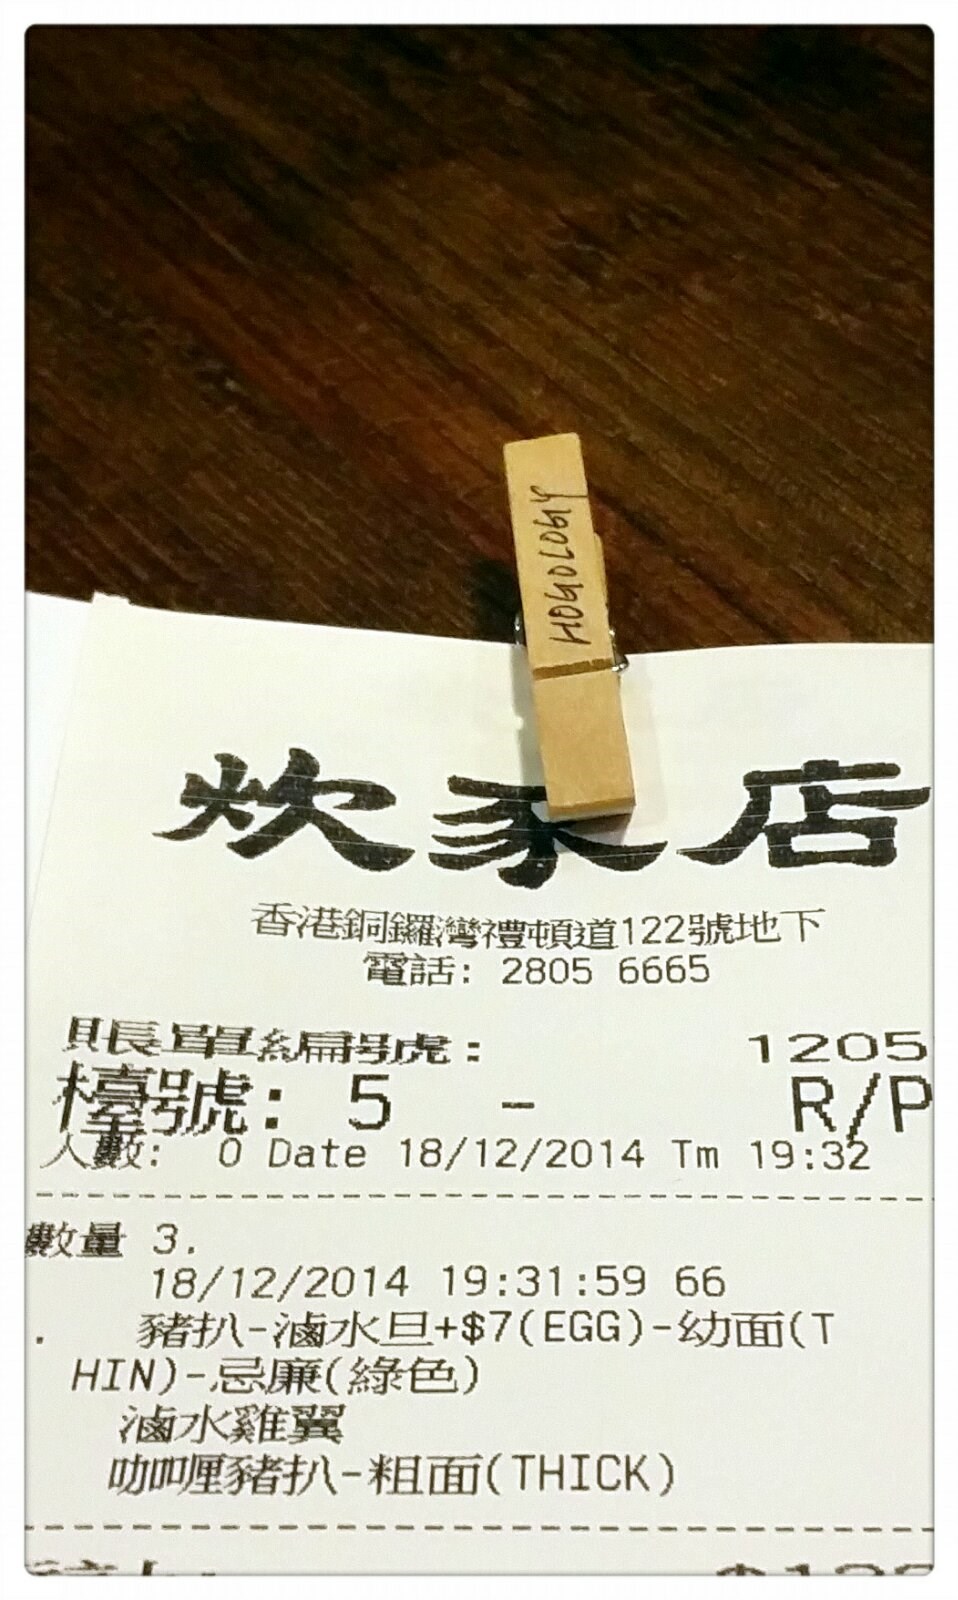 HOGOLOGY
炊家店
香港銅鑼灣禮頓道122號地下
電話: 2805 6665
賬單編號: 1205
檯號: 5 - R/P
人數: 0 Date 18/12/2014 Tm 19:32
數量 3.
18/12/2014 19:31:59 66
. 豬扒-滷水旦+$7(EGG)-幼面(T
HIN)-忌廉(綠色)
滷水雞翼
咖喱豬扒-粗面(THICK)